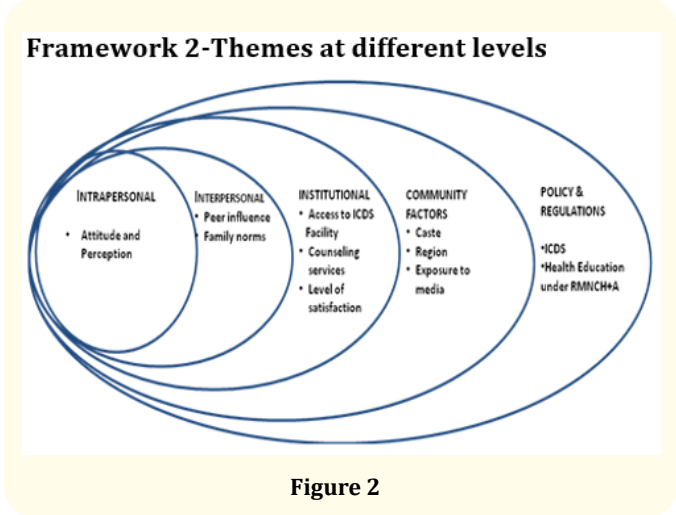 Framework 2-Themes at different levels
INTRAPERSONAL
• Attitude and
Perception
INTERPERSONAL
• Peer influence
• Family norms
INSTITUTIONAL
• Access to ICDS
Facility
• Counseling
services
• Level of
satisfaction
COMMUNITY
FACTORS
• Caste
• Region
• Exposure to
media
POLICY &
REGULATIONS
•ICDS
•Health Education
under RMNCH+A
Figure 2